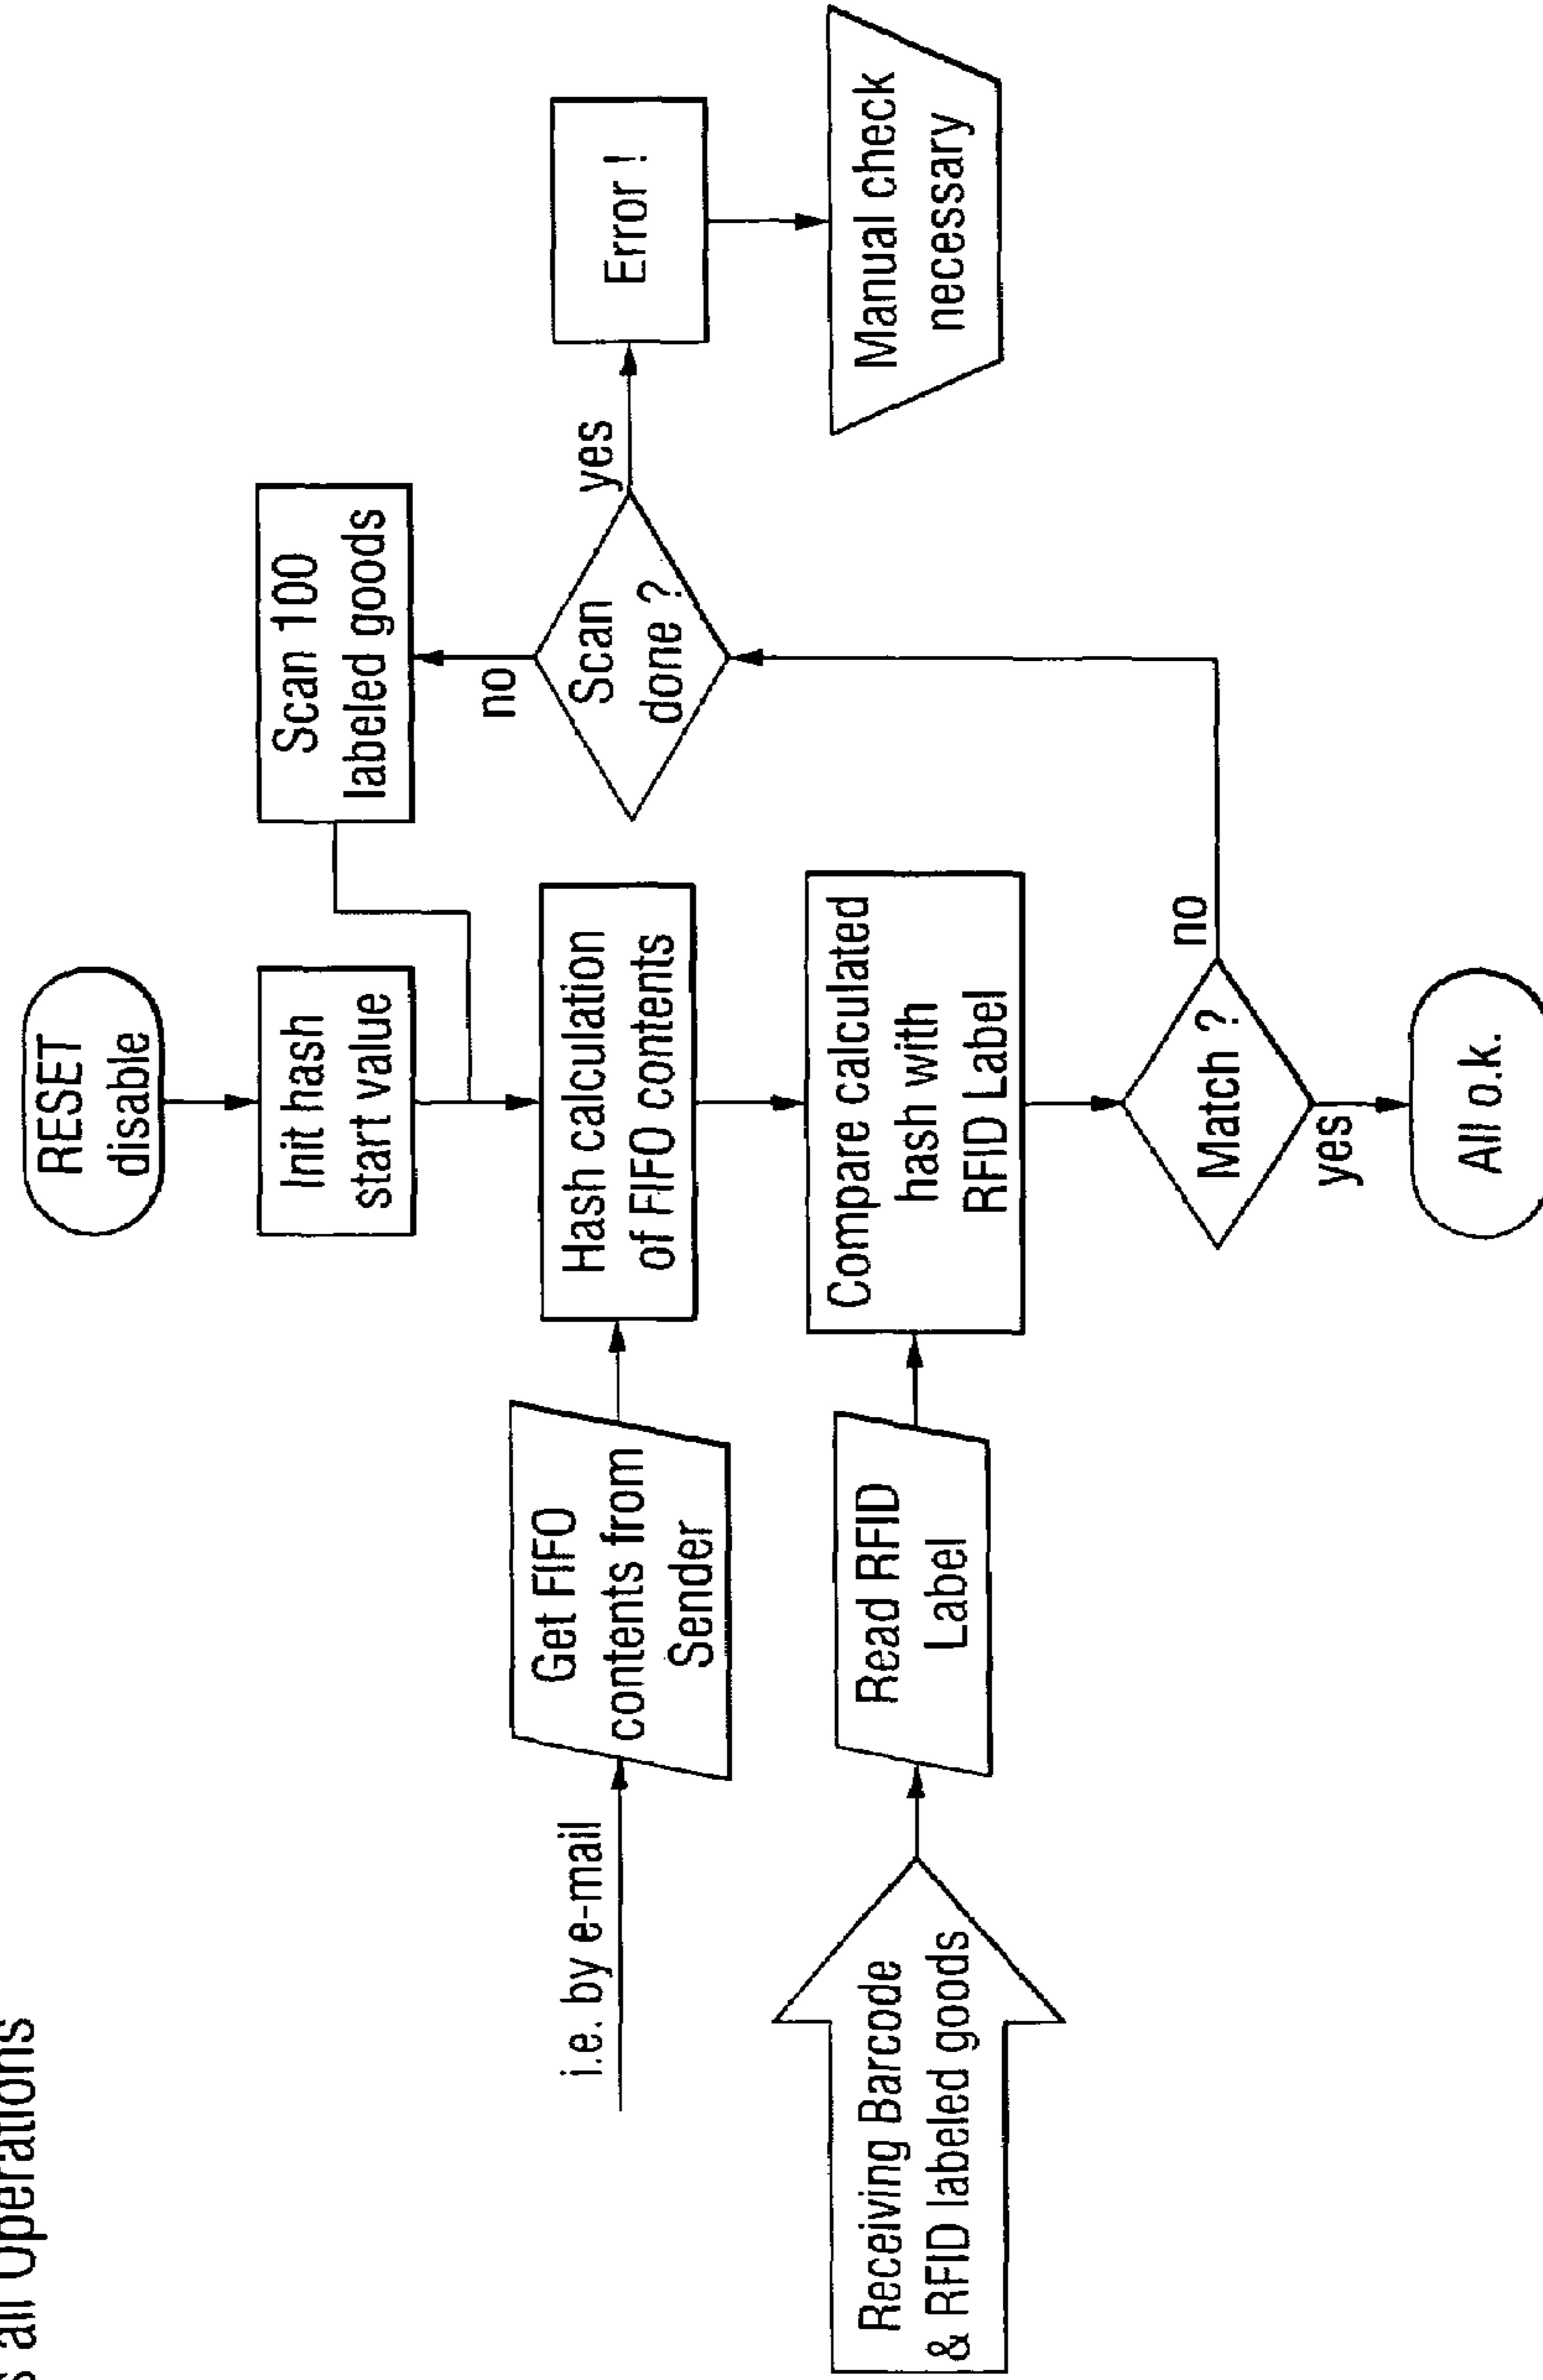 s all Operations
RESET
disable
Init hash
start value
Scan 100
labeled goods
no
i.e. by e-mail
Get FIFO
contents from
Sender
Hash calculation
of FIFO contents
Scan
done ?
yes
Error !
Receiving Barcode
& RFID labeled goods
Read RFID
Label
Compare calculated
hash with
RFID Label
Manual check
necessary
Match ?
no
yes
All o.k.